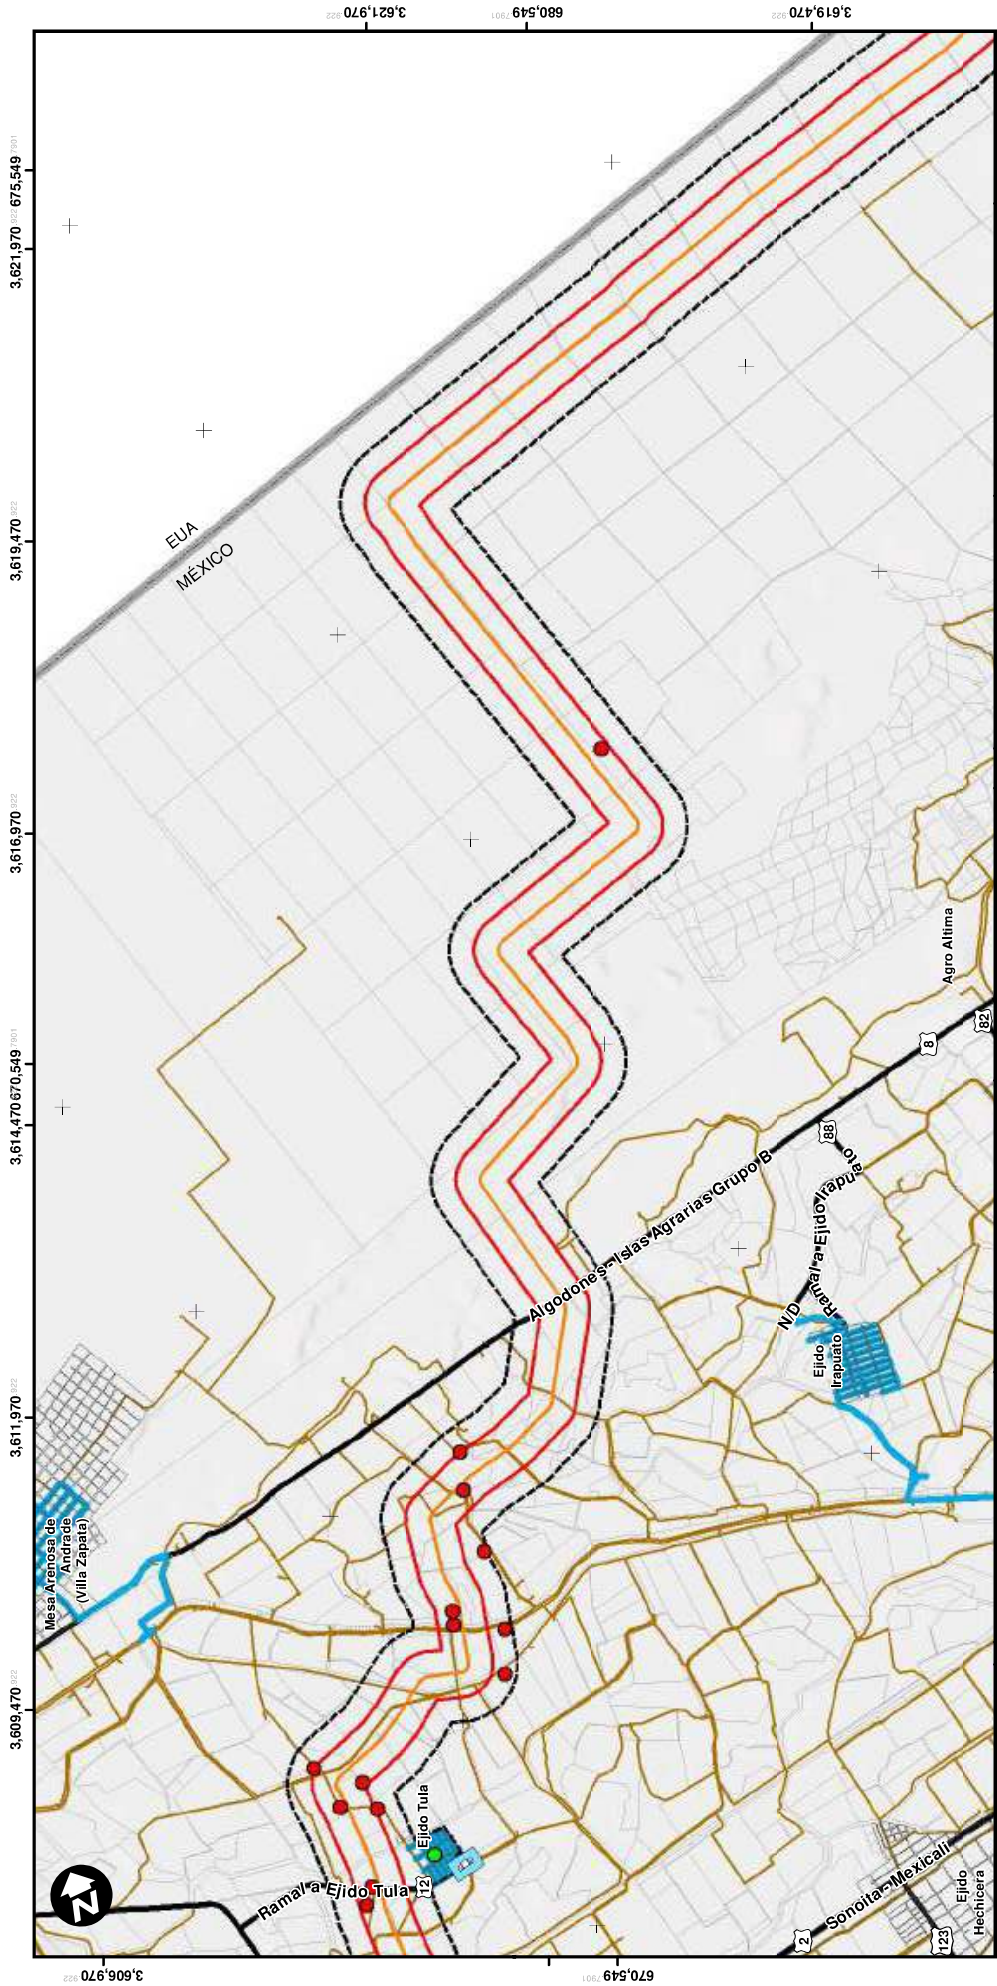 3,621,970
680,549
3,619,470
675,549
3,621,970
3,619,470
3,616,970
670,549
3,614,470
3,611,970
3,609,470
3,606,970
670,549
EUA
MÉXICO
Agro Altima
8
82
88
Algodones - Islas Agrarias Grupo B
Ramal a Ejido Irapuato
N/D
Ejido
Irapuato
Mesa Arenosa de
Andrade
(Villa Zapata)
Ejido Tula
Ramal a Ejido Tula
12
Sonoita - Mexicali
2
123
Ejido
Hechicera
N